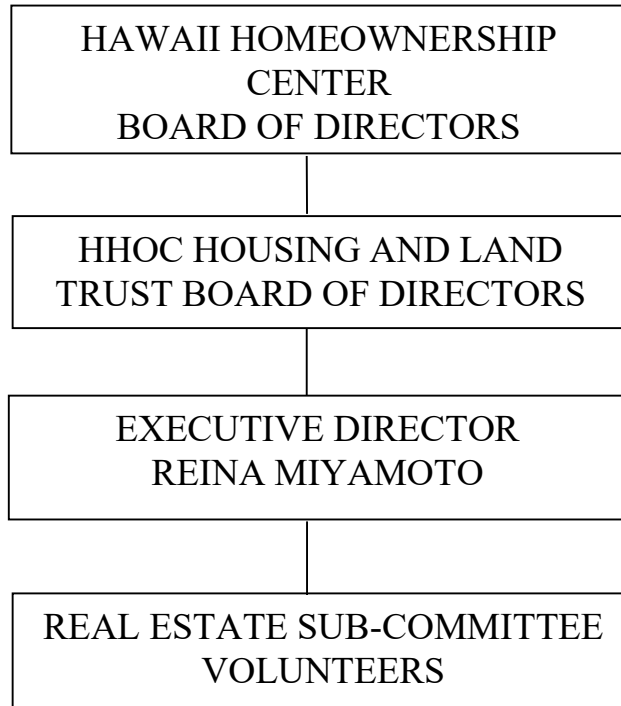 HAWAII HOMEOWNERSHIP
CENTER
BOARD OF DIRECTORS
HHOC HOUSING AND LAND
TRUST BOARD OF DIRECTORS
EXECUTIVE DIRECTOR
REINA MIYAMOTO
REAL ESTATE SUB-COMMITTEE
VOLUNTEERS